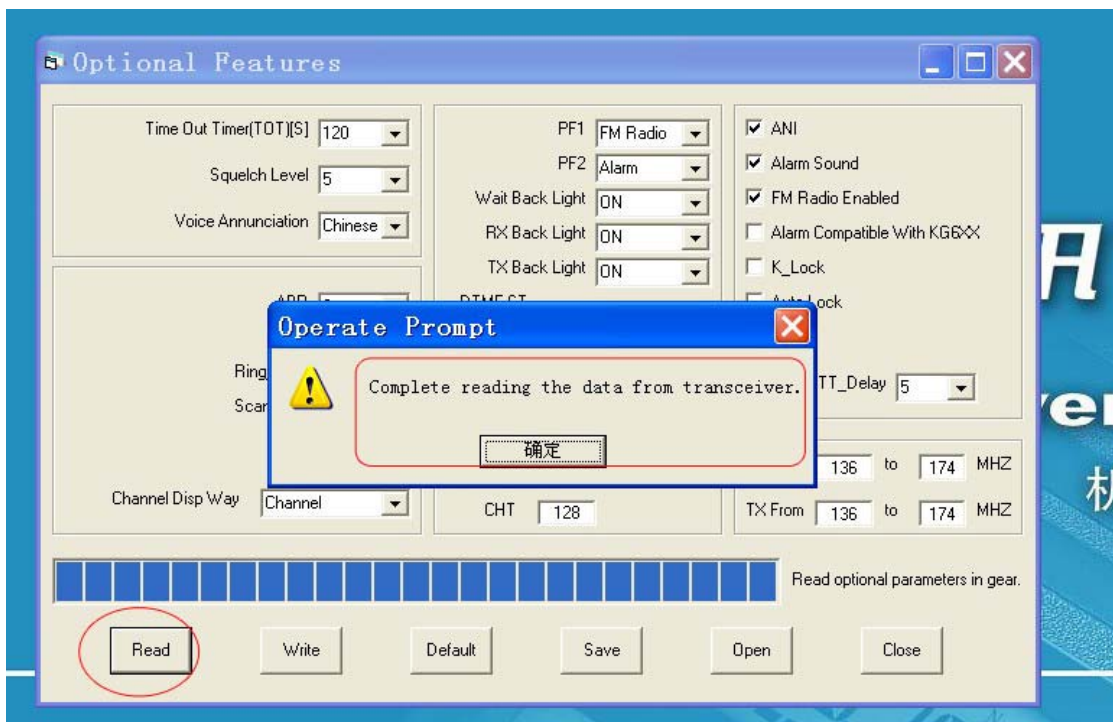 Optional Features
Time Out Timer(TOT)[S] 120
Squelch Level 5
Voice Annunciation Chinese
PF1 FM Radio
PF2 Alarm
Wait Back Light ON
RX Back Light ON
TX Back Light ON
ANI
Alarm Sound
FM Radio Enabled
Alarm Compatible With KG6XX
K_Lock
Lock
Operate Prompt
Complete reading the data from transceiver.
确定
Ring
Scan
TT_Delay 5
136 to 174 MHZ
Channel Disp Way Channel
CHT 128
TX From 136 to 174 MHZ
Read optional parameters in gear.
Read
Write
Default
Save
Open
Close